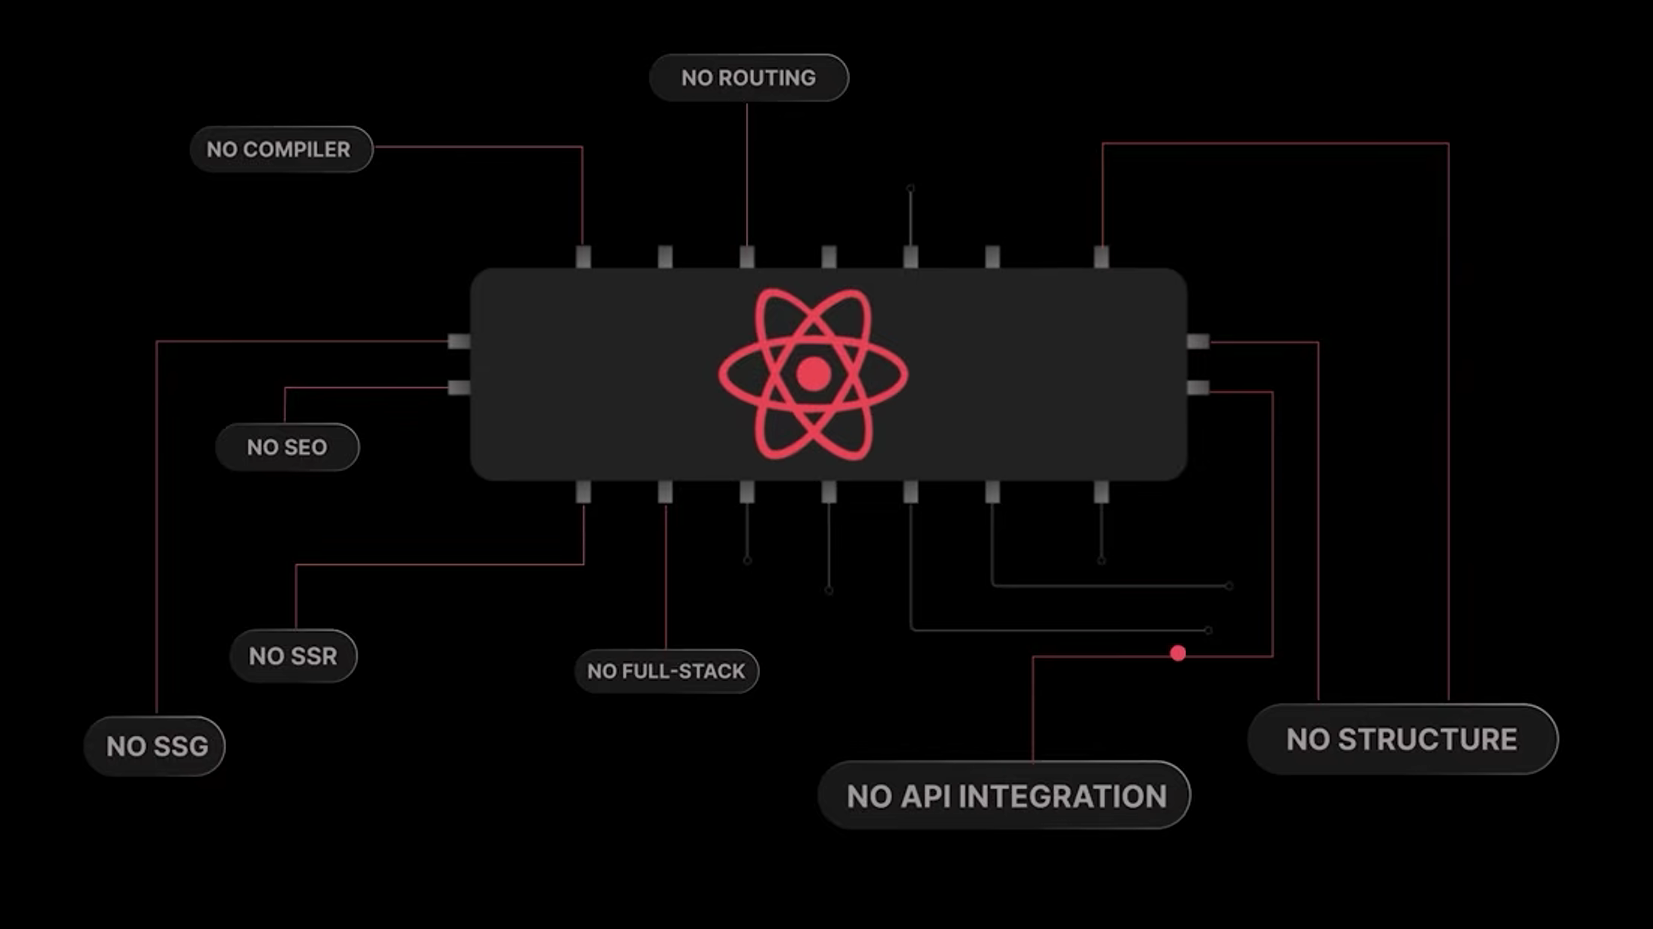 NO ROUTING
NO COMPILER
NO SEO
NO SSR
NO FULL-STACK
NO SSG
NO STRUCTURE
NO API INTEGRATION